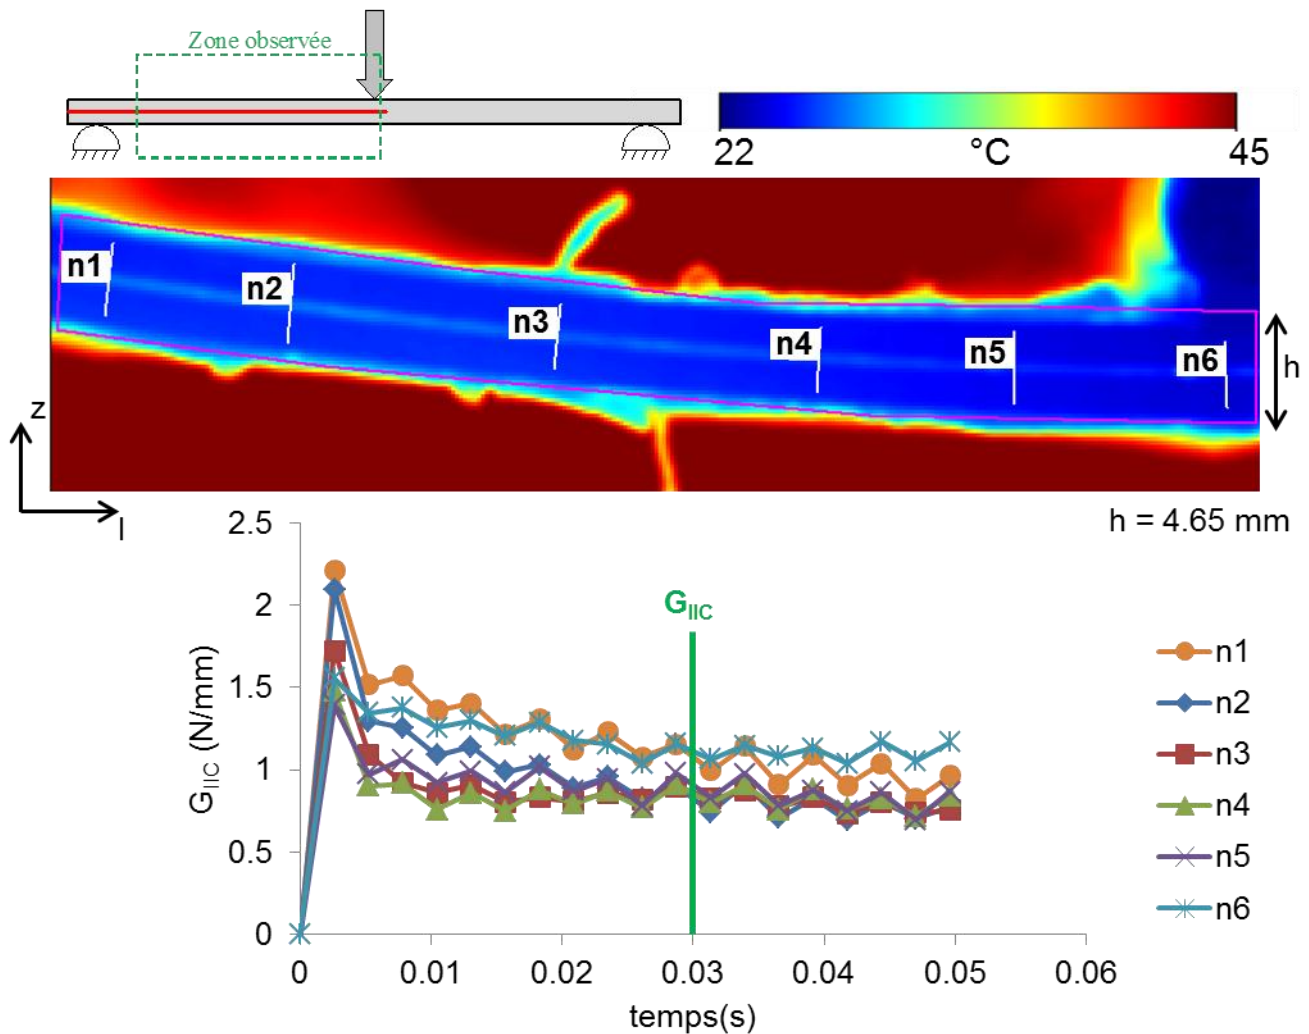 Zone observée
22 °C 45
n1
n2
n3
n4
n5
n6
h
z
l
h = 4.65 mm
2.5
2
1.5
1
0.5
0
G_IIC (N/mm)
G_IIC
0 0.01 0.02 0.03 0.04 0.05 0.06
temps(s)
n1
n2
n3
n4
n5
n6